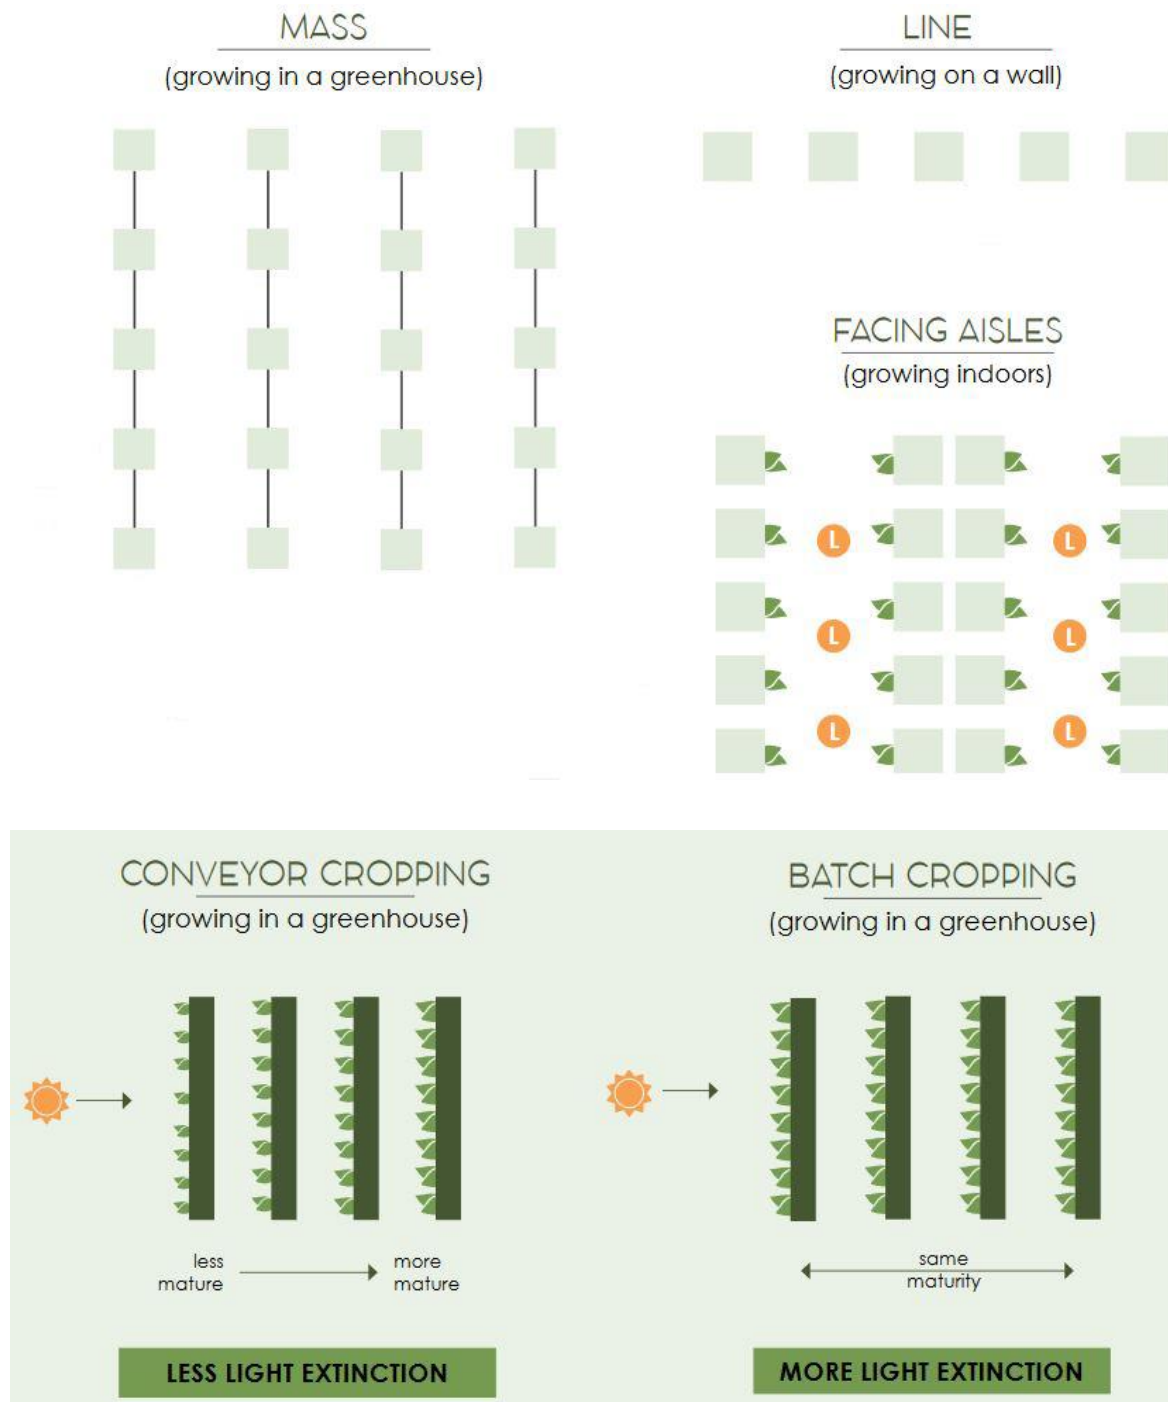 MASS
(growing in a greenhouse)
LINE
(growing on a wall)
FACING AISLES
(growing indoors)
L
L
L
L
L
L
CONVEYOR CROPPING
(growing in a greenhouse)
less
mature
more
mature
LESS LIGHT EXTINCTION
BATCH CROPPING
(growing in a greenhouse)
same
maturity
MORE LIGHT EXTINCTION